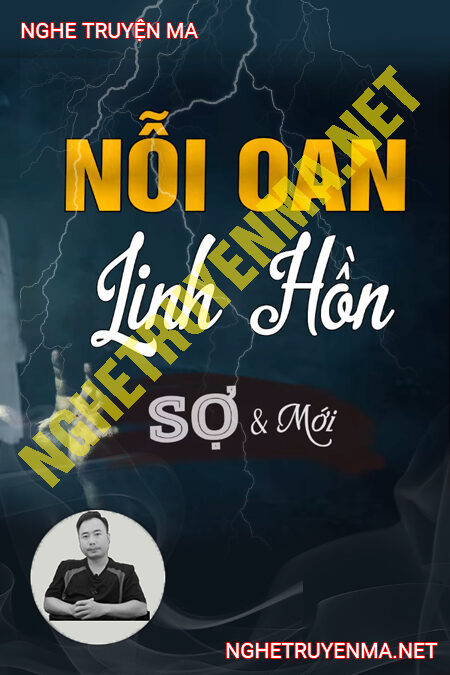 NGHE TRUYỆN MA
NỖI OAN
Linh Hồn
SỢ & Mới
NGHETRUYENMA.NET
NGHETRUYENMA.NET